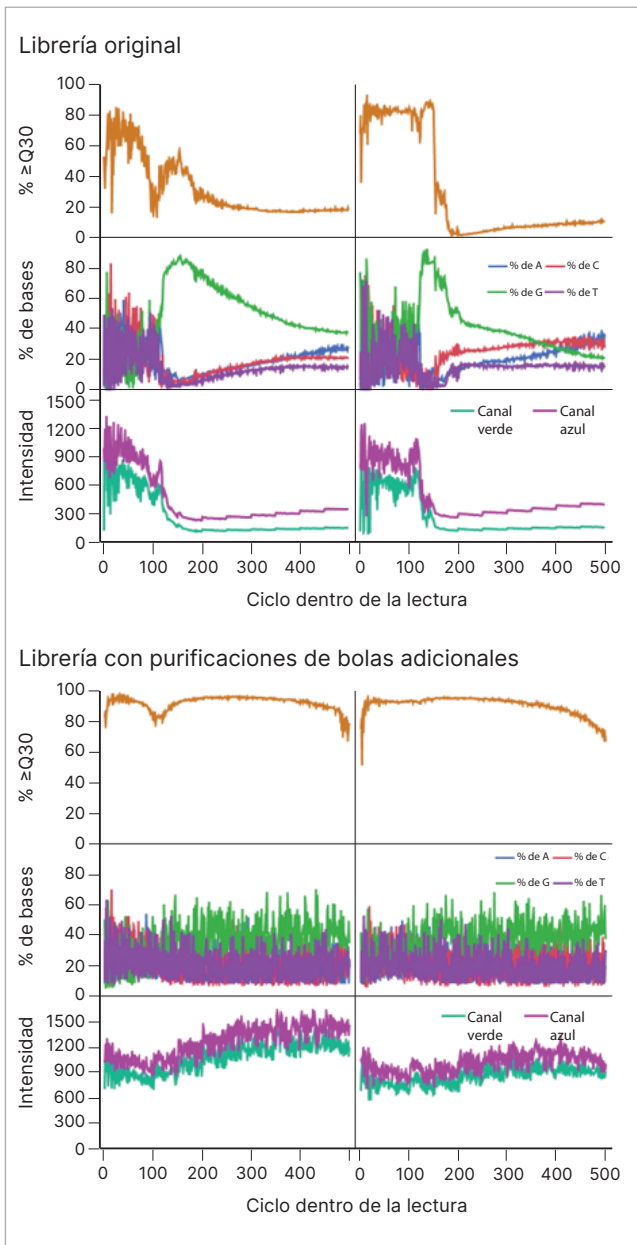 Librería original
100
80
60
40
20
0
% ≥Q30
80
60
40
20
0
% de bases
% de A % de C
% de G % de T
1500
1200
900
600
300
0
Intensidad
Canal verde
Canal azul
0 100 200 300 400
0 100 200 300 400 500
Ciclo dentro de la lectura
Librería con purificaciones de bolas adicionales
100
80
60
40
20
0
% ≥Q30
80
60
40
20
0
% de bases
% de A % de C
% de G % de T
1500
1200
900
600
300
0
Intensidad
Canal verde
Canal azul
0 100 200 300 400
0 100 200 300 400 500
Ciclo dentro de la lectura